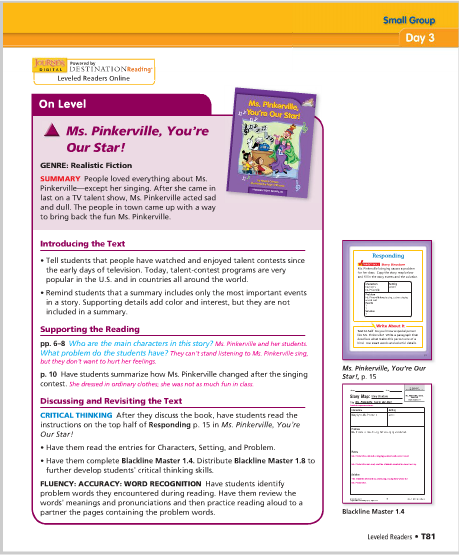 Small Group
Day 3
JOURNEYS
DIGITAL
Powered by
DESTINATIONReading®
Leveled Readers Online
On Level
Ms. Pinkerville, You're
Our Star!
Ms. Pinkerville,
You're Our Star!
GENRE: Realistic Fiction
SUMMARY People loved everything about Ms.
Pinkerville—except her singing. After she came in
last on a TV talent show, Ms. Pinkerville acted sad
and dull. The people in town came up with a way
to bring back the fun Ms. Pinkerville.
Introducing the Text
• Tell students that people have watched and enjoyed talent contests since
the early days of television. Today, talent-contest programs are very
popular in the U.S. and in countries all around the world.
• Remind students that a summary includes only the most important events
in a story. Supporting details add color and interest, but they are not
included in a summary.
Supporting the Reading
pp. 6–8 Who are the main characters in this story? Ms. Pinkerville and her students.
What problem do the students have? They can't stand listening to Ms. Pinkerville sing,
but they don't want to hurt her feelings.
p. 10 Have students summarize how Ms. Pinkerville changed after the singing
contest. She dressed in ordinary clothes, she was not as much fun in class.
Discussing and Revisiting the Text
CRITICAL THINKING After they discuss the book, have students read the
instructions on the top half of Responding p. 15 in Ms. Pinkerville, You're
Our Star!
• Have them read the entries for Characters, Setting, and Problem.
• Have them complete Blackline Master 1.4. Distribute Blackline Master 1.8 to
further develop students' critical thinking skills.
FLUENCY: ACCURACY: WORD RECOGNITION Have students identify
problem words they encountered during reading. Have them review the
words' meanings and pronunciations and then practice reading aloud to a
partner the pages containing the problem words.
Responding
Write About It
Ms. Pinkerville, You're Our
Star!, p. 15
Story Map
Blackline Master 1.4
Leveled Readers • T81